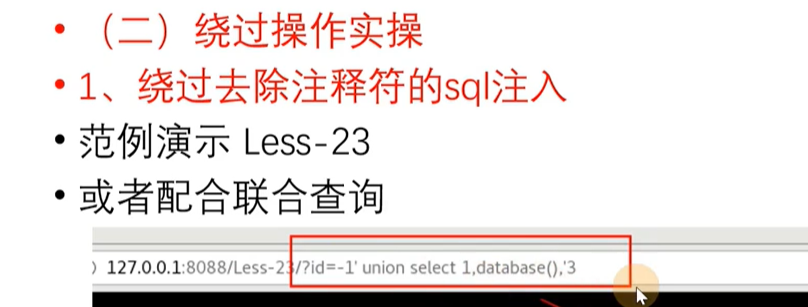 • （二）绕过操作实操
• 1、绕过去除注释符的sql注入
• 范例演示 Less-23
• 或者配合联合查询
127.0.0.1:8088/Less-23/?id=-1' union select 1,database(),'3